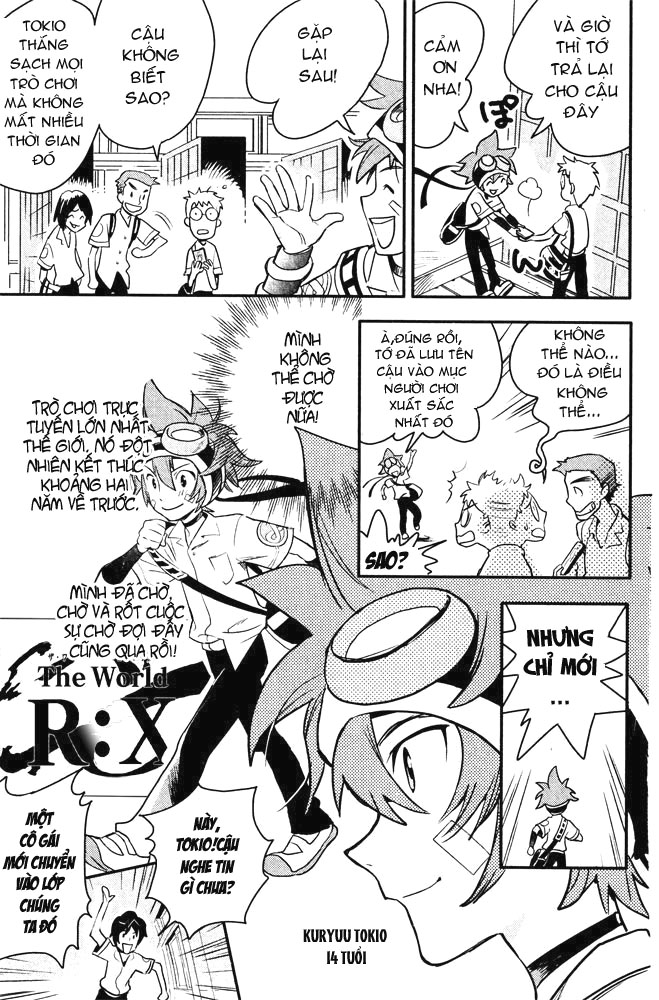 VÀ GIỜ
THÌ TỚ
TRẢ LẠI
CHO CẬU
ĐÂY
CẢM
ƠN
NHA!
ぽん
GẶP
LẠI
SAU!
CẬU
KHÔNG
BIẾT
SAO?
TOKIO
THẮNG
SẠCH MỌI
TRÒ CHƠI
MÀ KHÔNG
MẤT NHIỀU
THỜI GIAN
ĐÓ
KHÔNG
THỂ NÀO...
ĐÓ LÀ ĐIỀU
KHÔNG
THỂ...
À,ĐÚNG RỒI,
TỚ ĐÃ LƯU TÊN
CẬU VÀO MỤC
NGƯỜI CHƠI
XUẤT SẮC
NHẤT ĐÓ
SAO?
NHƯNG
CHỈ MỚI
...
MÌNH
KHÔNG
THỂ CHỜ
ĐƯỢC
NỮA!
TRÒ CHƠI TRỰC
TUYẾN LỚN NHẤT
THẾ GIỚI, NÓ ĐỘT
NHIÊN KẾT THÚC
KHOẢNG HAI
NĂM VỀ TRƯỚC.
MÌNH ĐÃ CHỜ,
CHỜ VÀ RỐT CUỘC
SỰ CHỜ ĐỢI ĐẤY
CŨNG QUA RỒI!
The World
R:X
KURYUU TOKIO
14 TUỔI
NÀY,
TOKIO!CẬU
NGHE TIN
GÌ CHƯA?
MỘT
CÔ GÁI
MỚI CHUYỂN
VÀO LỚP
CHÚNG
TA ĐÓ